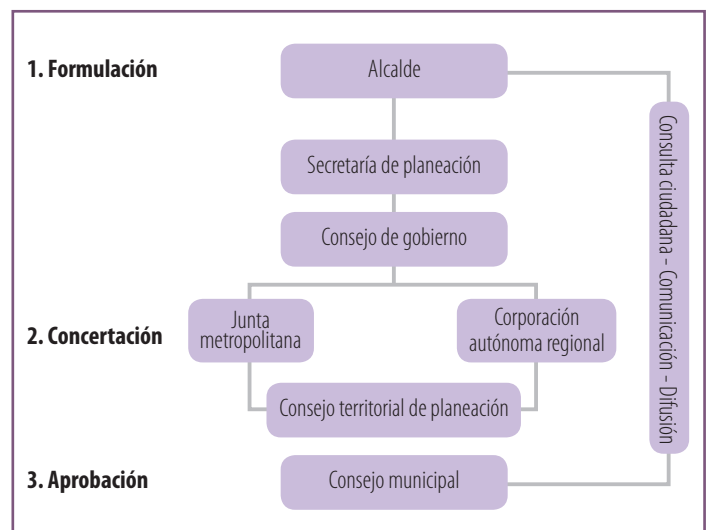 1. Formulación
Alcalde
Secretaría de planeación
Consejo de gobierno
2. Concertación
Junta
metropolitana
Corporación
autónoma regional
Consejo territorial de planeación
3. Aprobación
Consejo municipal
Consulta ciudadana - Comunicación - Difusión